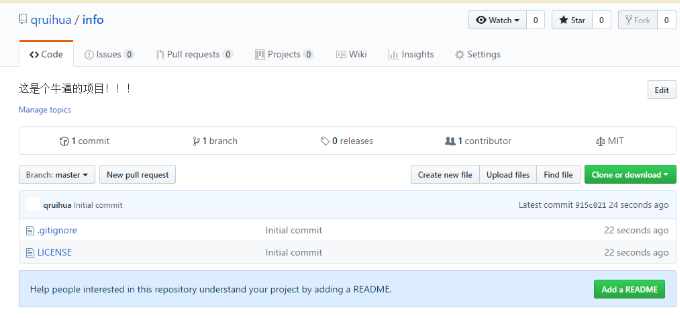 qruihua / info Watch 0 Star 0 Fork 0
Code Issues 0 Pull requests 0 Projects 0 Wiki Insights Settings
这是个牛逼的项目！！！ Edit
Manage topics
1 commit 1 branch 0 releases 1 contributor MIT
Branch: master New pull request Create new file Upload files Find file Clone or download
qruihua Initial commit Latest commit 915c021 24 seconds ago
.gitignore Initial commit 22 seconds ago
LICENSE Initial commit 22 seconds ago
Help people interested in this repository understand your project by adding a README. Add a README